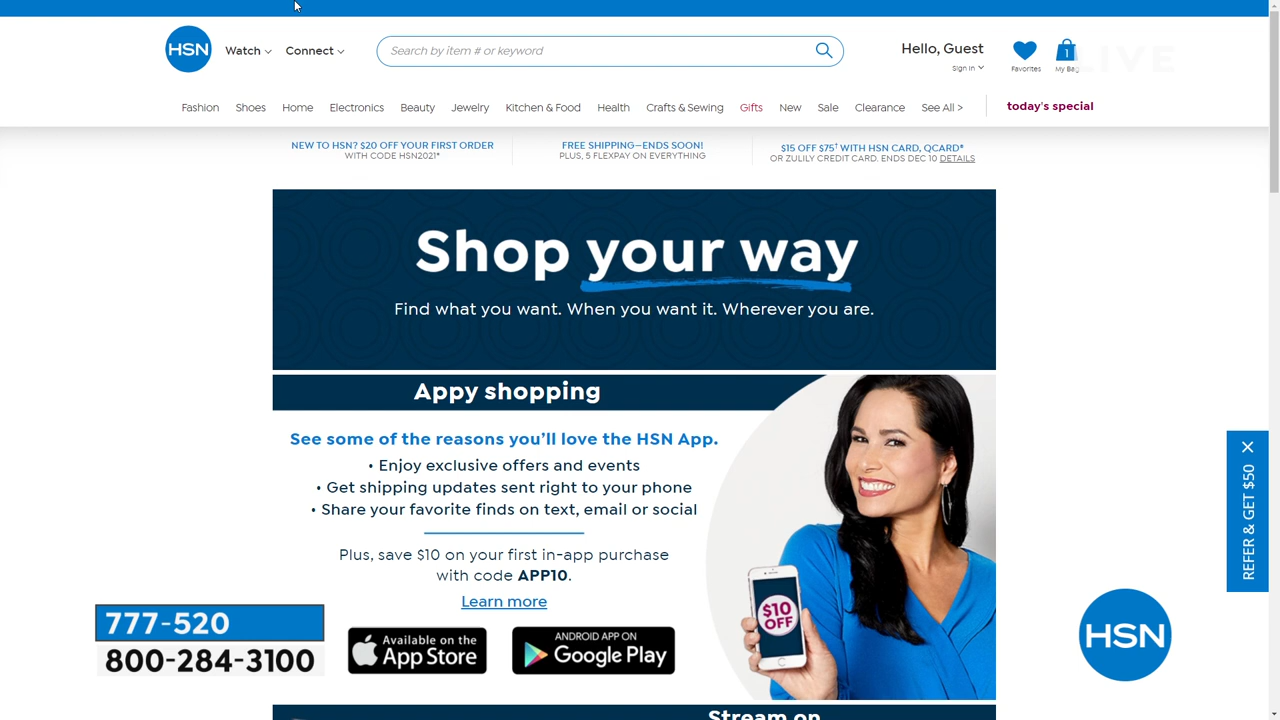 LIVE
HSN
Watch
Connect
Search by item # or keyword
Hello, Guest
Sign in
Favorites
1
My Bag
Fashion
Shoes
Home
Electronics
Beauty
Jewelry
Kitchen & Food
Health
Crafts & Sewing
Gifts
New
Sale
Clearance
See All >
today's special
NEW TO HSN? $20 OFF YOUR FIRST ORDER
WITH CODE HSN2021*
FREE SHIPPING—ENDS SOON!
PLUS, 5 FLEXPAY ON EVERYTHING
$15 OFF $75† WITH HSN CARD, QCARD®
OR ZULILY CREDIT CARD. ENDS DEC 10 DETAILS
Shop your way
Find what you want. When you want it. Wherever you are.
Appy shopping
See some of the reasons you'll love the HSN App.
• Enjoy exclusive offers and events
• Get shipping updates sent right to your phone
• Share your favorite finds on text, email or social
Plus, save $10 on your first in-app purchase
with code APP10.
Learn more
Available on the
App Store
ANDROID APP ON
Google Play
$10
OFF
REFER & GET $50
777-520
800-284-3100
HSN